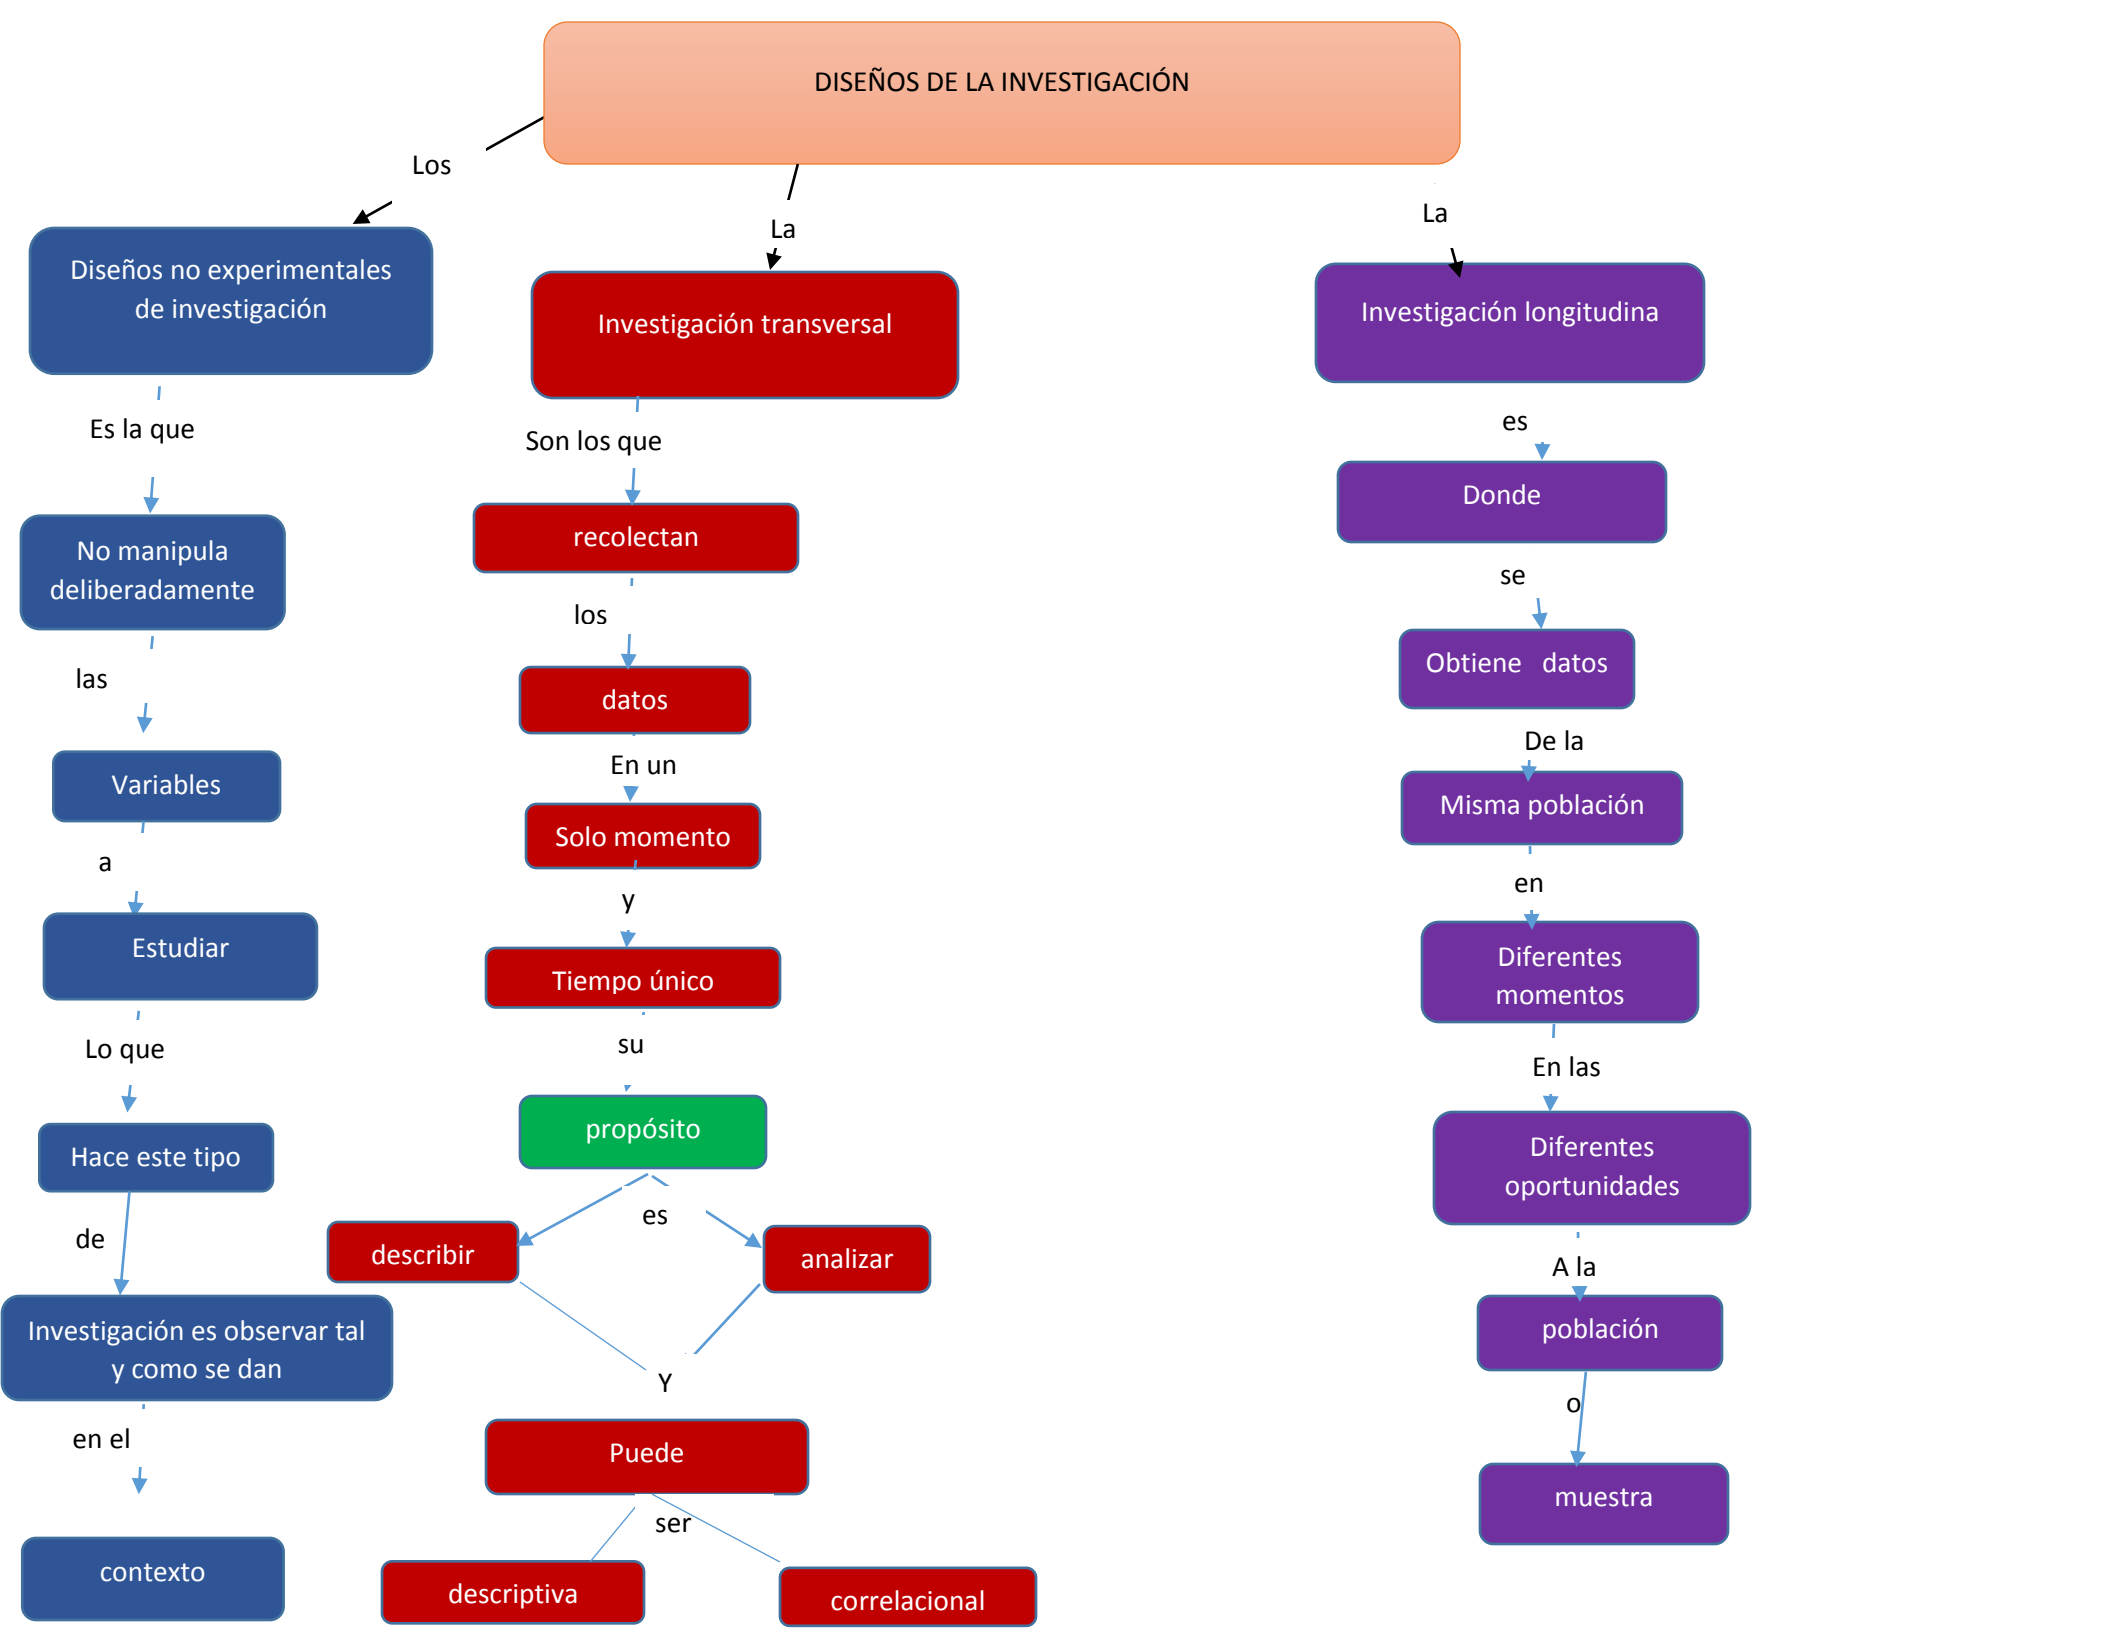 DISEÑOS DE LA INVESTIGACIÓN
Los
Diseños no experimentales
de investigación
Es la que
No manipula
deliberadamente
las
Variables
a
Estudiar
Lo que
Hace este tipo
de
Investigación es observar tal
y como se dan
en el
contexto
La
Investigación transversal
Son los que
recolectan
los
datos
En un
Solo momento
y
Tiempo único
su
propósito
es
describir
analizar
Y
Puede
ser
descriptiva
correlacional
La
Investigación longitudina
es
Donde
se
Obtiene datos
De la
Misma población
en
Diferentes
momentos
En las
Diferentes
oportunidades
A la
población
o
muestra